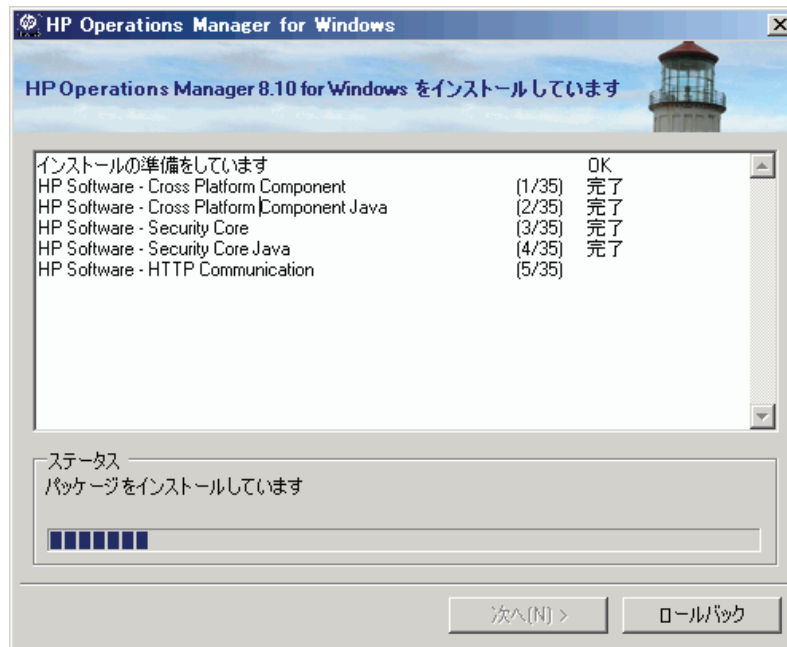 HP Operations Manager for Windows
HP Operations Manager 8.10 for Windows をインストールしています
インストールの準備をしています OK
HP Software - Cross Platform Component (1/35) 完了
HP Software - Cross Platform Component Java (2/35) 完了
HP Software - Security Core (3/35) 完了
HP Software - Security Core Java (4/35) 完了
HP Software - HTTP Communication (5/35)
ステータス
パッケージをインストールしています
次へ(N) >
ロールバック